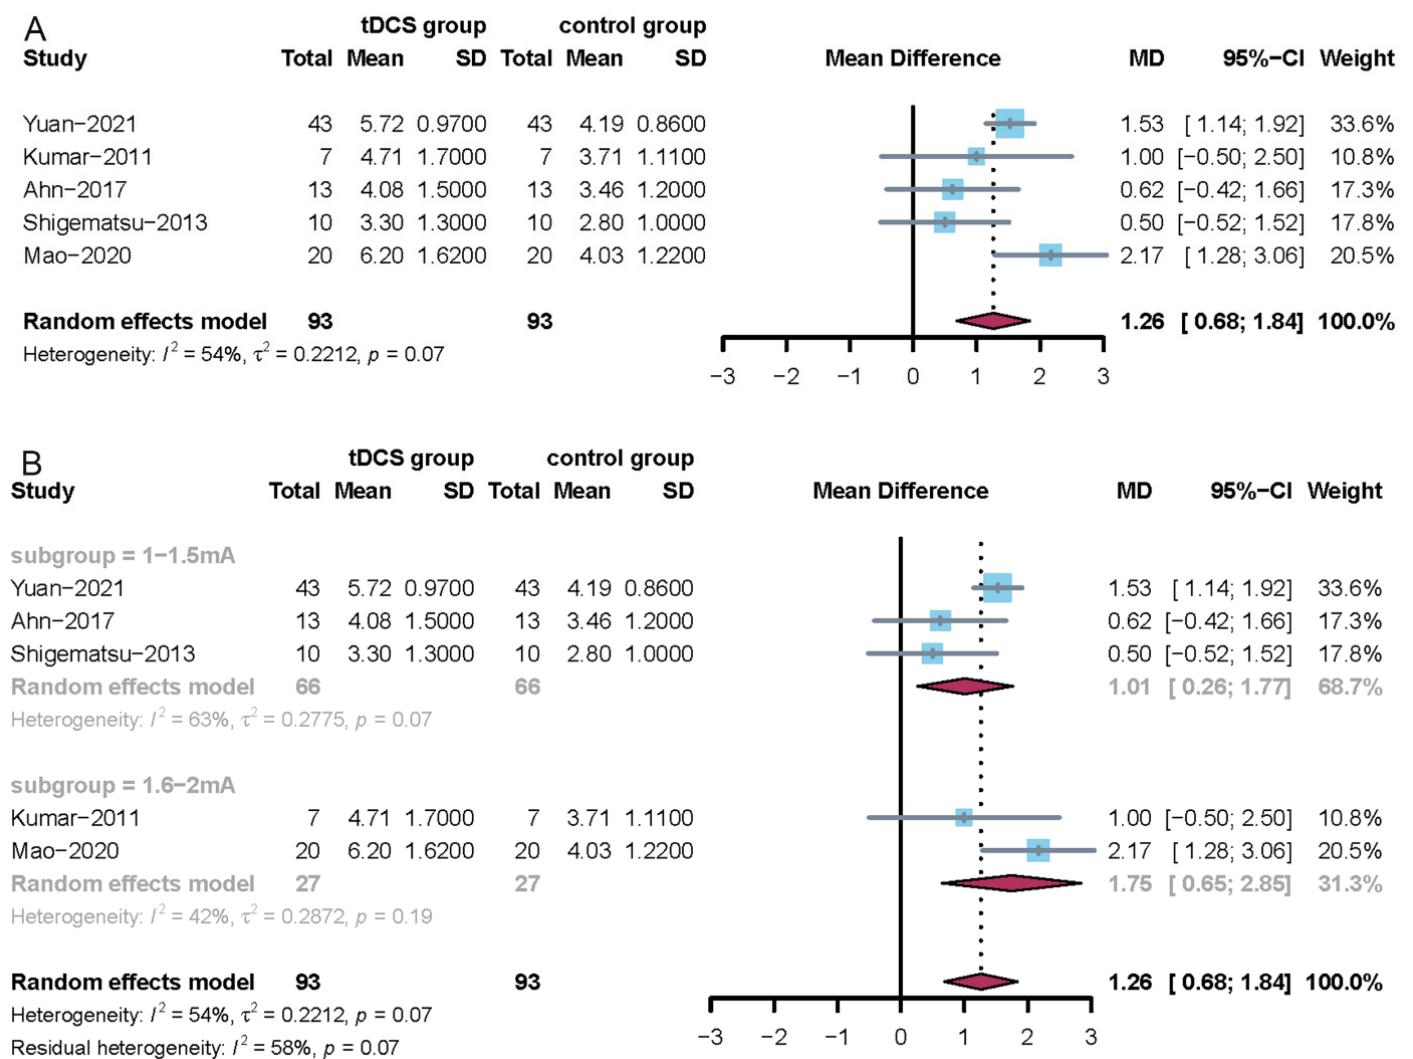 A
tDCS group control group
Study Total Mean SD Total Mean SD Mean Difference MD 95%−CI Weight
Yuan−2021 43 5.72 0.9700 43 4.19 0.8600 1.53 [ 1.14; 1.92] 33.6%
Kumar−2011 7 4.71 1.7000 7 3.71 1.1100 1.00 [−0.50; 2.50] 10.8%
Ahn−2017 13 4.08 1.5000 13 3.46 1.2000 0.62 [−0.42; 1.66] 17.3%
Shigematsu−2013 10 3.30 1.3000 10 2.80 1.0000 0.50 [−0.52; 1.52] 17.8%
Mao−2020 20 6.20 1.6200 20 4.03 1.2200 2.17 [ 1.28; 3.06] 20.5%
Random effects model 93 93 1.26 [ 0.68; 1.84] 100.0%
Heterogeneity: I² = 54%, τ² = 0.2212, p = 0.07
−3 −2 −1 0 1 2 3
B
tDCS group control group
Study Total Mean SD Total Mean SD Mean Difference MD 95%−CI Weight
subgroup = 1−1.5mA
Yuan−2021 43 5.72 0.9700 43 4.19 0.8600 1.53 [ 1.14; 1.92] 33.6%
Ahn−2017 13 4.08 1.5000 13 3.46 1.2000 0.62 [−0.42; 1.66] 17.3%
Shigematsu−2013 10 3.30 1.3000 10 2.80 1.0000 0.50 [−0.52; 1.52] 17.8%
Random effects model 66 66 1.01 [ 0.26; 1.77] 68.7%
Heterogeneity: I² = 63%, τ² = 0.2775, p = 0.07
subgroup = 1.6−2mA
Kumar−2011 7 4.71 1.7000 7 3.71 1.1100 1.00 [−0.50; 2.50] 10.8%
Mao−2020 20 6.20 1.6200 20 4.03 1.2200 2.17 [ 1.28; 3.06] 20.5%
Random effects model 27 27 1.75 [ 0.65; 2.85] 31.3%
Heterogeneity: I² = 42%, τ² = 0.2872, p = 0.19
Random effects model 93 93 1.26 [ 0.68; 1.84] 100.0%
Heterogeneity: I² = 54%, τ² = 0.2212, p = 0.07
Residual heterogeneity: I² = 58%, p = 0.07
−3 −2 −1 0 1 2 3